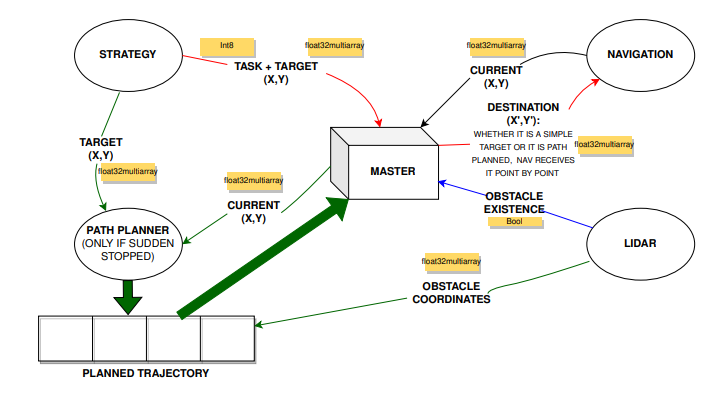 STRATEGY
Int8
float32multiarray
TASK + TARGET
(X,Y)
float32multiarray
CURRENT
(X,Y)
NAVIGATION
DESTINATION
(X',Y'):
WHETHER IT IS A SIMPLE
TARGET OR IT IS PATH
PLANNED, NAV RECEIVES
IT POINT BY POINT
float32multiarray
TARGET
(X,Y)
float32multiarray
MASTER
float32multiarray
CURRENT
(X,Y)
OBSTACLE
EXISTENCE
Bool
PATH PLANNER
(ONLY IF SUDDEN
STOPPED)
LIDAR
float32multiarray
OBSTACLE
COORDINATES
PLANNED TRAJECTORY